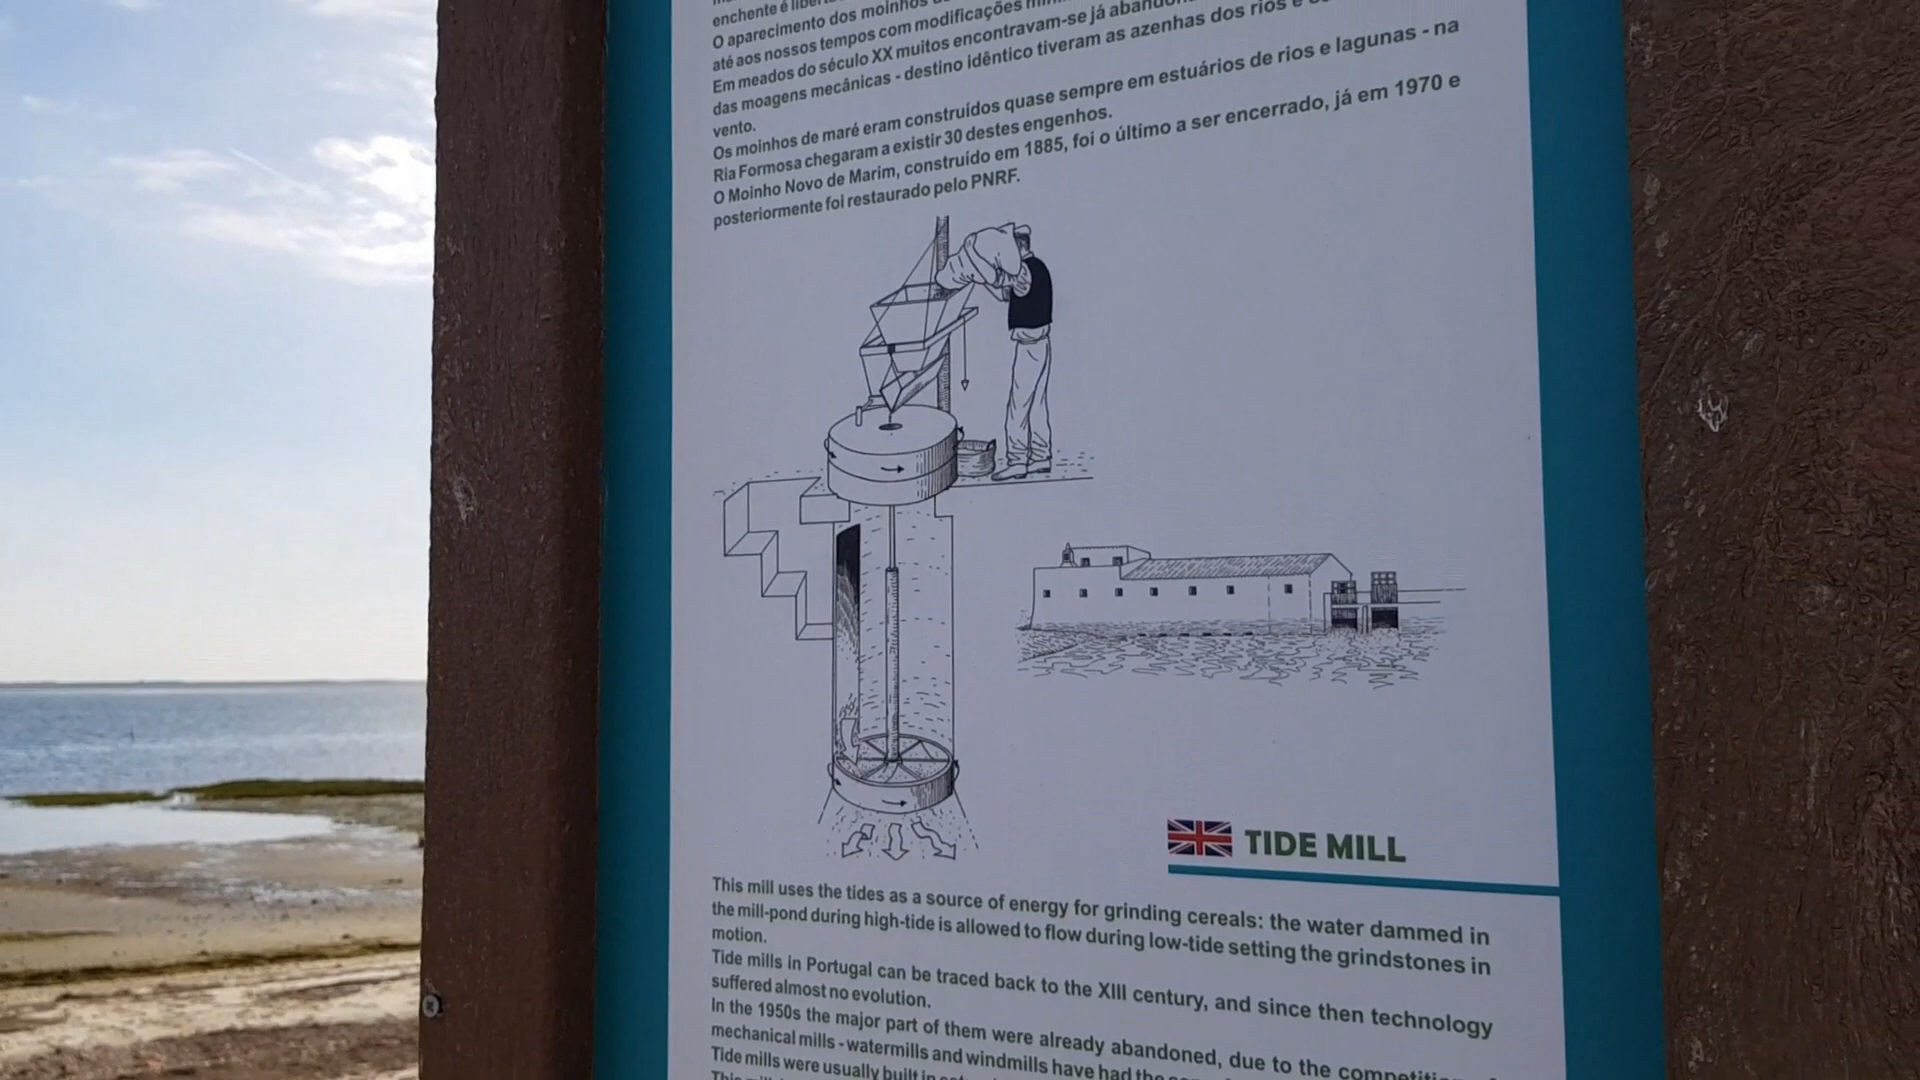 enchente é
O aparecimento dos moinhos
até aos nossos tempos com modificações
Em meados do século XX muitos encontravam-se já
das moagens mecânicas - destino idêntico tiveram as azenhas dos rios e
vento.
Os moinhos de maré eram construídos quase sempre em estuários de rios e lagunas - na
Ria Formosa chegaram a existir 30 destes engenhos.
O Moinho Novo de Marim, construído em 1885, foi o último a ser encerrado, já em 1970 e
posteriormente foi restaurado pelo PNRF.
TIDE MILL
This mill uses the tides as a source of energy for grinding cereals: the water dammed in
the mill-pond during high-tide is allowed to flow during low-tide setting the grindstones in
motion.
Tide mills in Portugal can be traced back to the XIII century, and since then technology
suffered almost no evolution.
In the 1950s the major part of them were already abandoned, due to the
mechanical mills - watermills and windmills have had the
Tide mills were usually built in
This